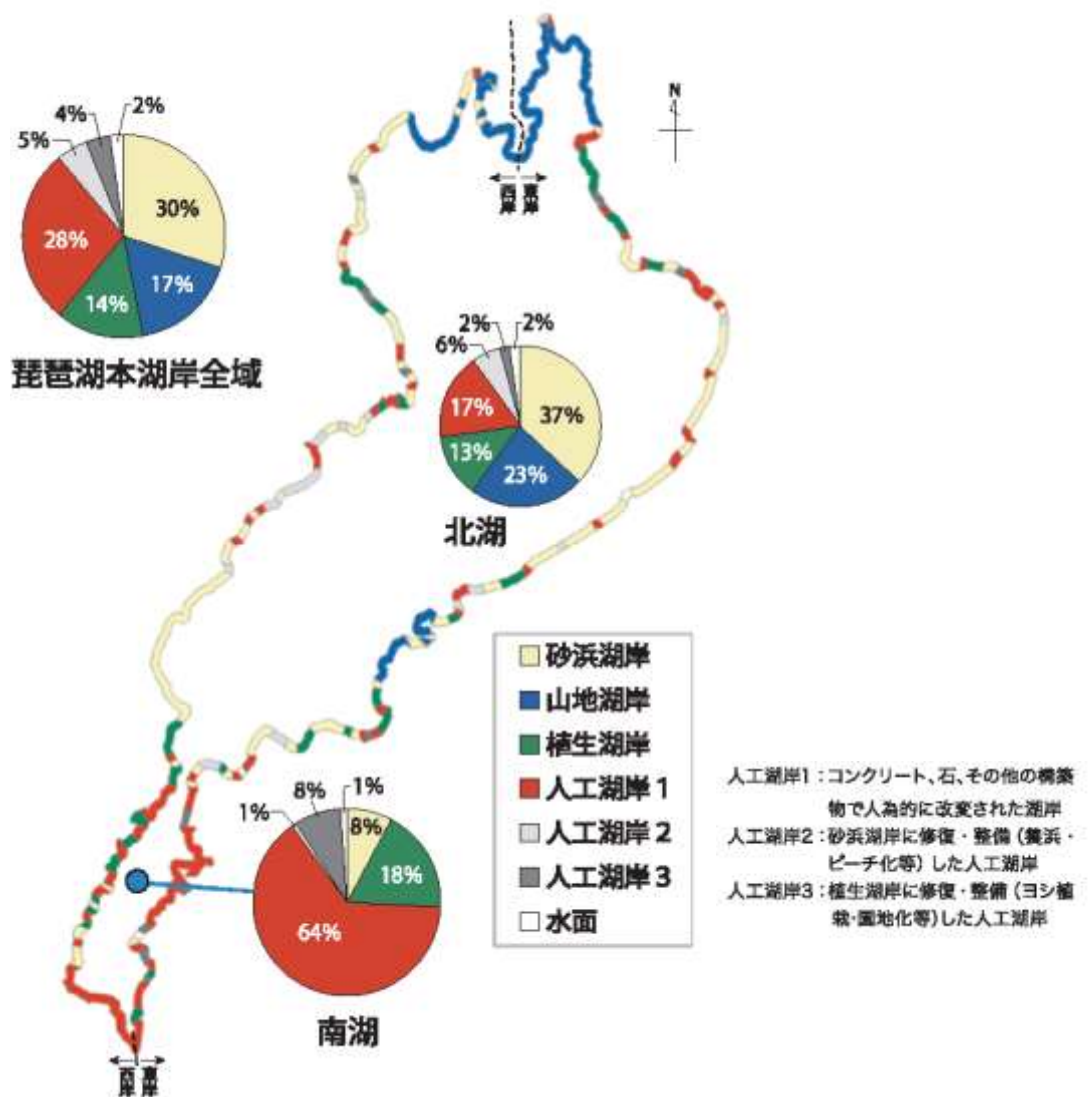 4%
2%
5%
30%
28%
17%
14%
琵琶湖本湖岸全域
N
西岸
東岸
2%
2%
6%
37%
17%
13%
23%
北湖
砂浜湖岸
山地湖岸
植生湖岸
人工湖岸1
人工湖岸2
人工湖岸3
水面
人工湖岸1：コンクリート、石、その他の構築
物で人為的に改変された湖岸
人工湖岸2：砂浜湖岸に修復・整備（養浜・
ビーチ化等）した人工湖岸
人工湖岸3：植生湖岸に修復・整備（ヨシ植
栽・園地化等）した人工湖岸
1%
8%
1%
8%
18%
64%
南湖
西岸
東岸